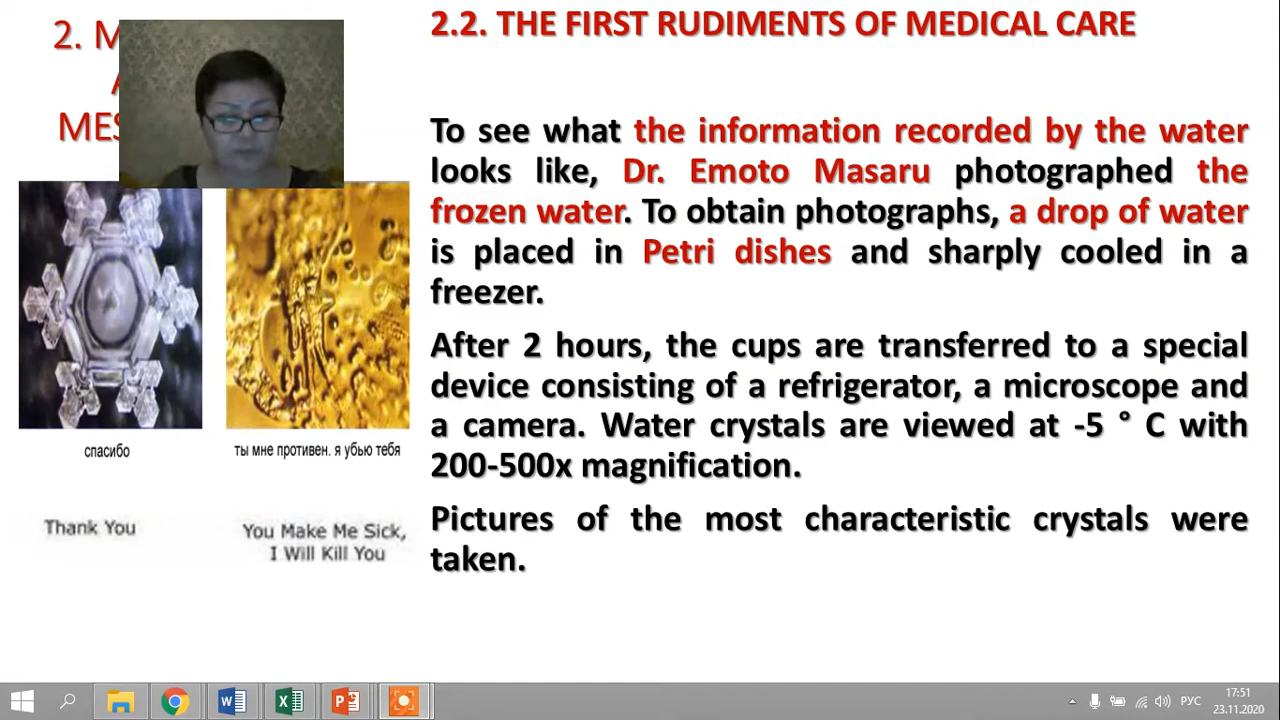 2. M
MES
2.2. THE FIRST RUDIMENTS OF MEDICAL CARE
To see what the information recorded by the water
looks like, Dr. Emoto Masaru photographed the
frozen water. To obtain photographs, a drop of water
is placed in Petri dishes and sharply cooled in a
freezer.
After 2 hours, the cups are transferred to a special
device consisting of a refrigerator, a microscope and
a camera. Water crystals are viewed at -5 ° C with
200-500x magnification.
Pictures of the most characteristic crystals were
taken.
спасибо
ты мне противен. я убью тебя
Thank You
You Make Me Sick,
I Will Kill You
РУС
17:51
23.11.2020